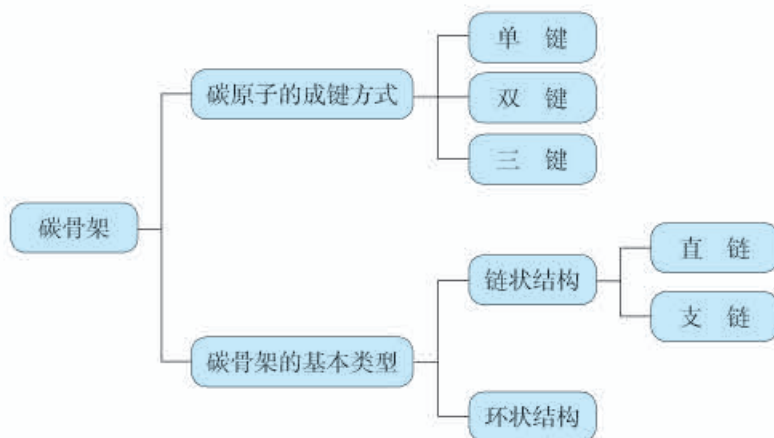 单 键
碳原子的成键方式
双 键
三 键
碳骨架
直 链
链状结构
支 链
碳骨架的基本类型
环状结构